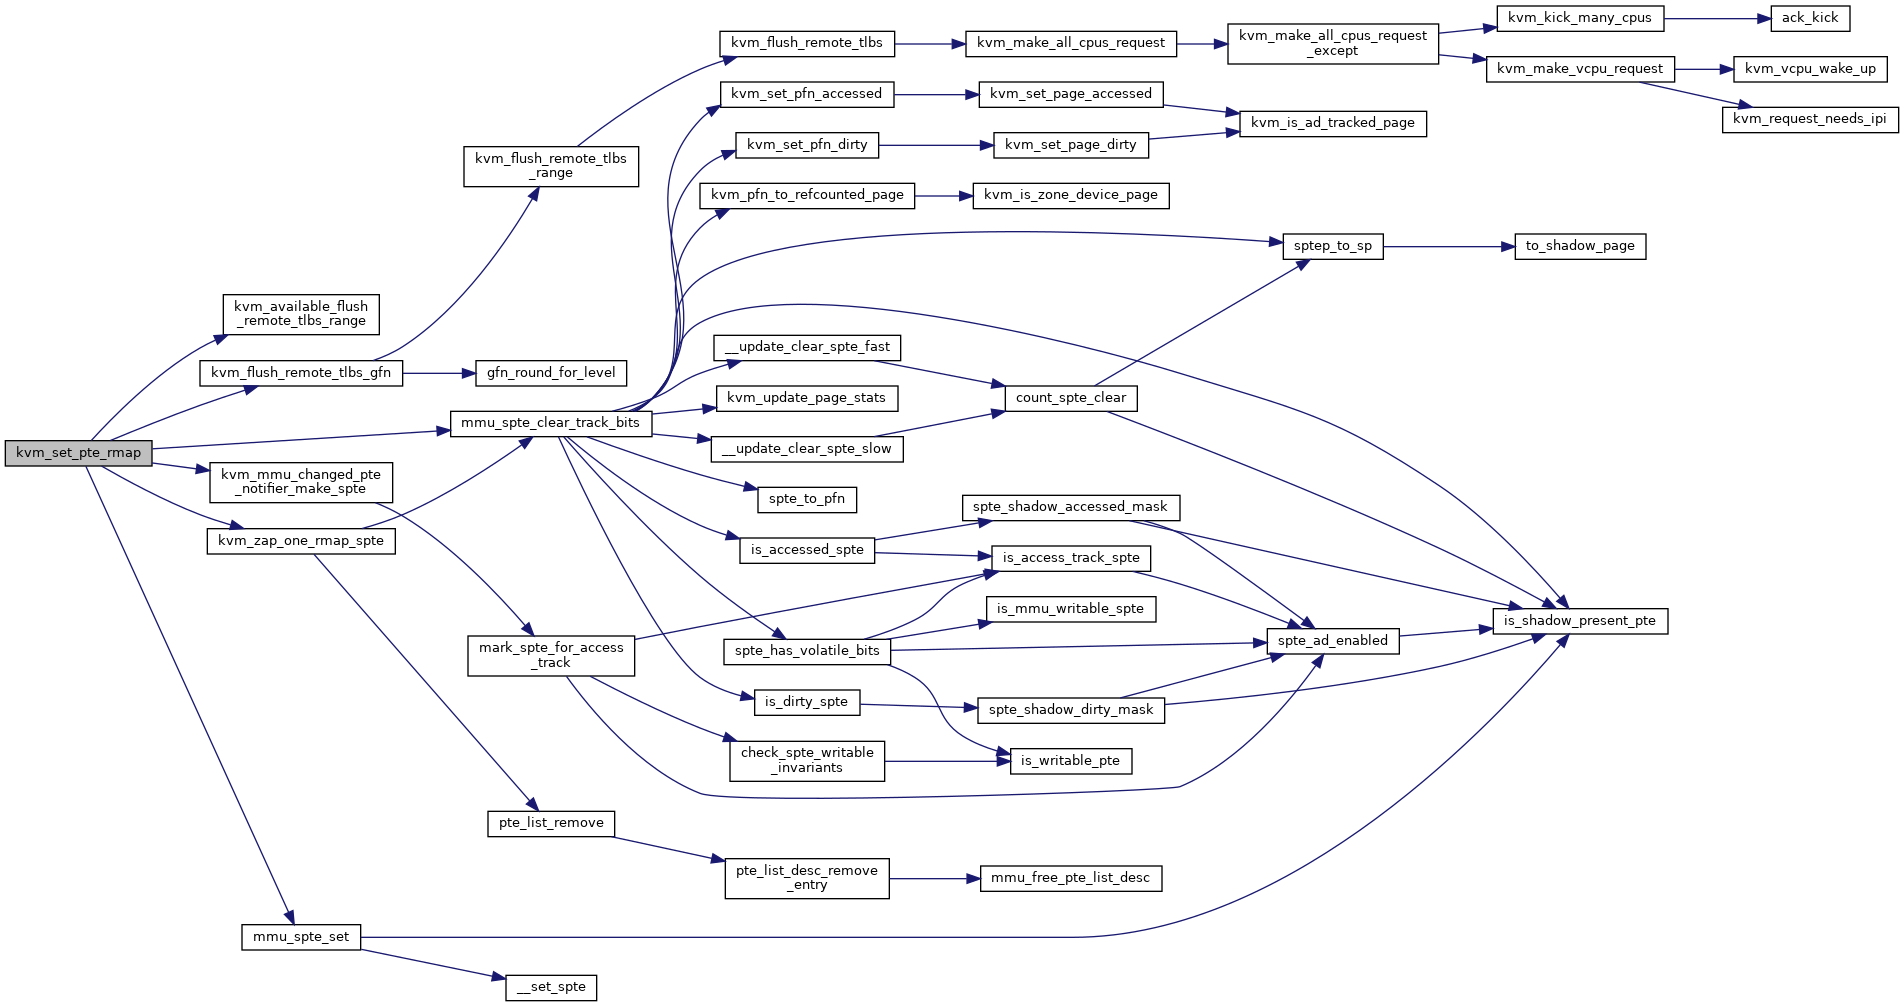 kvm_set_pte_rmap
kvm_available_flush
_remote_tlbs_range
kvm_flush_remote_tlbs_gfn
kvm_mmu_changed_pte
_notifier_make_spte
kvm_zap_one_rmap_spte
mmu_spte_set
kvm_flush_remote_tlbs
_range
gfn_round_for_level
mmu_spte_clear_track_bits
mark_spte_for_access
_track
pte_list_remove
__set_spte
kvm_flush_remote_tlbs
kvm_set_pfn_accessed
kvm_set_pfn_dirty
kvm_pfn_to_refcounted_page
__update_clear_spte_fast
kvm_update_page_stats
__update_clear_spte_slow
spte_to_pfn
is_accessed_spte
spte_has_volatile_bits
is_dirty_spte
check_spte_writable
_invariants
pte_list_desc_remove
_entry
kvm_make_all_cpus_request
kvm_set_page_accessed
kvm_set_page_dirty
kvm_is_zone_device_page
count_spte_clear
spte_shadow_accessed_mask
is_access_track_spte
is_mmu_writable_spte
spte_shadow_dirty_mask
is_writable_pte
mmu_free_pte_list_desc
kvm_make_all_cpus_request
_except
kvm_is_ad_tracked_page
sptep_to_sp
spte_ad_enabled
kvm_kick_many_cpus
kvm_make_vcpu_request
to_shadow_page
is_shadow_present_pte
ack_kick
kvm_vcpu_wake_up
kvm_request_needs_ipi